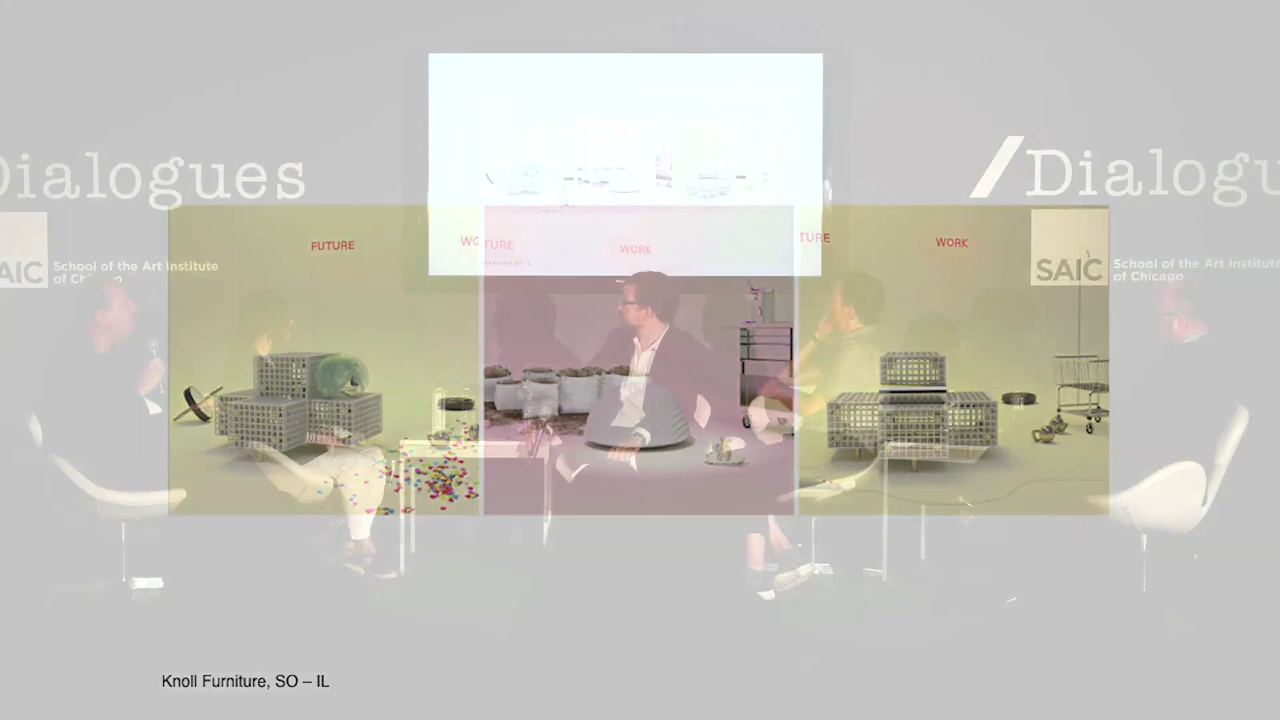 Dialogues
/Dialogu
AIC
School of the Art Institute
of Chicago
SAIC
School of the Art Institute
of Chicago
FUTURE
WORK
WORK
Knoll Furniture, SO – IL